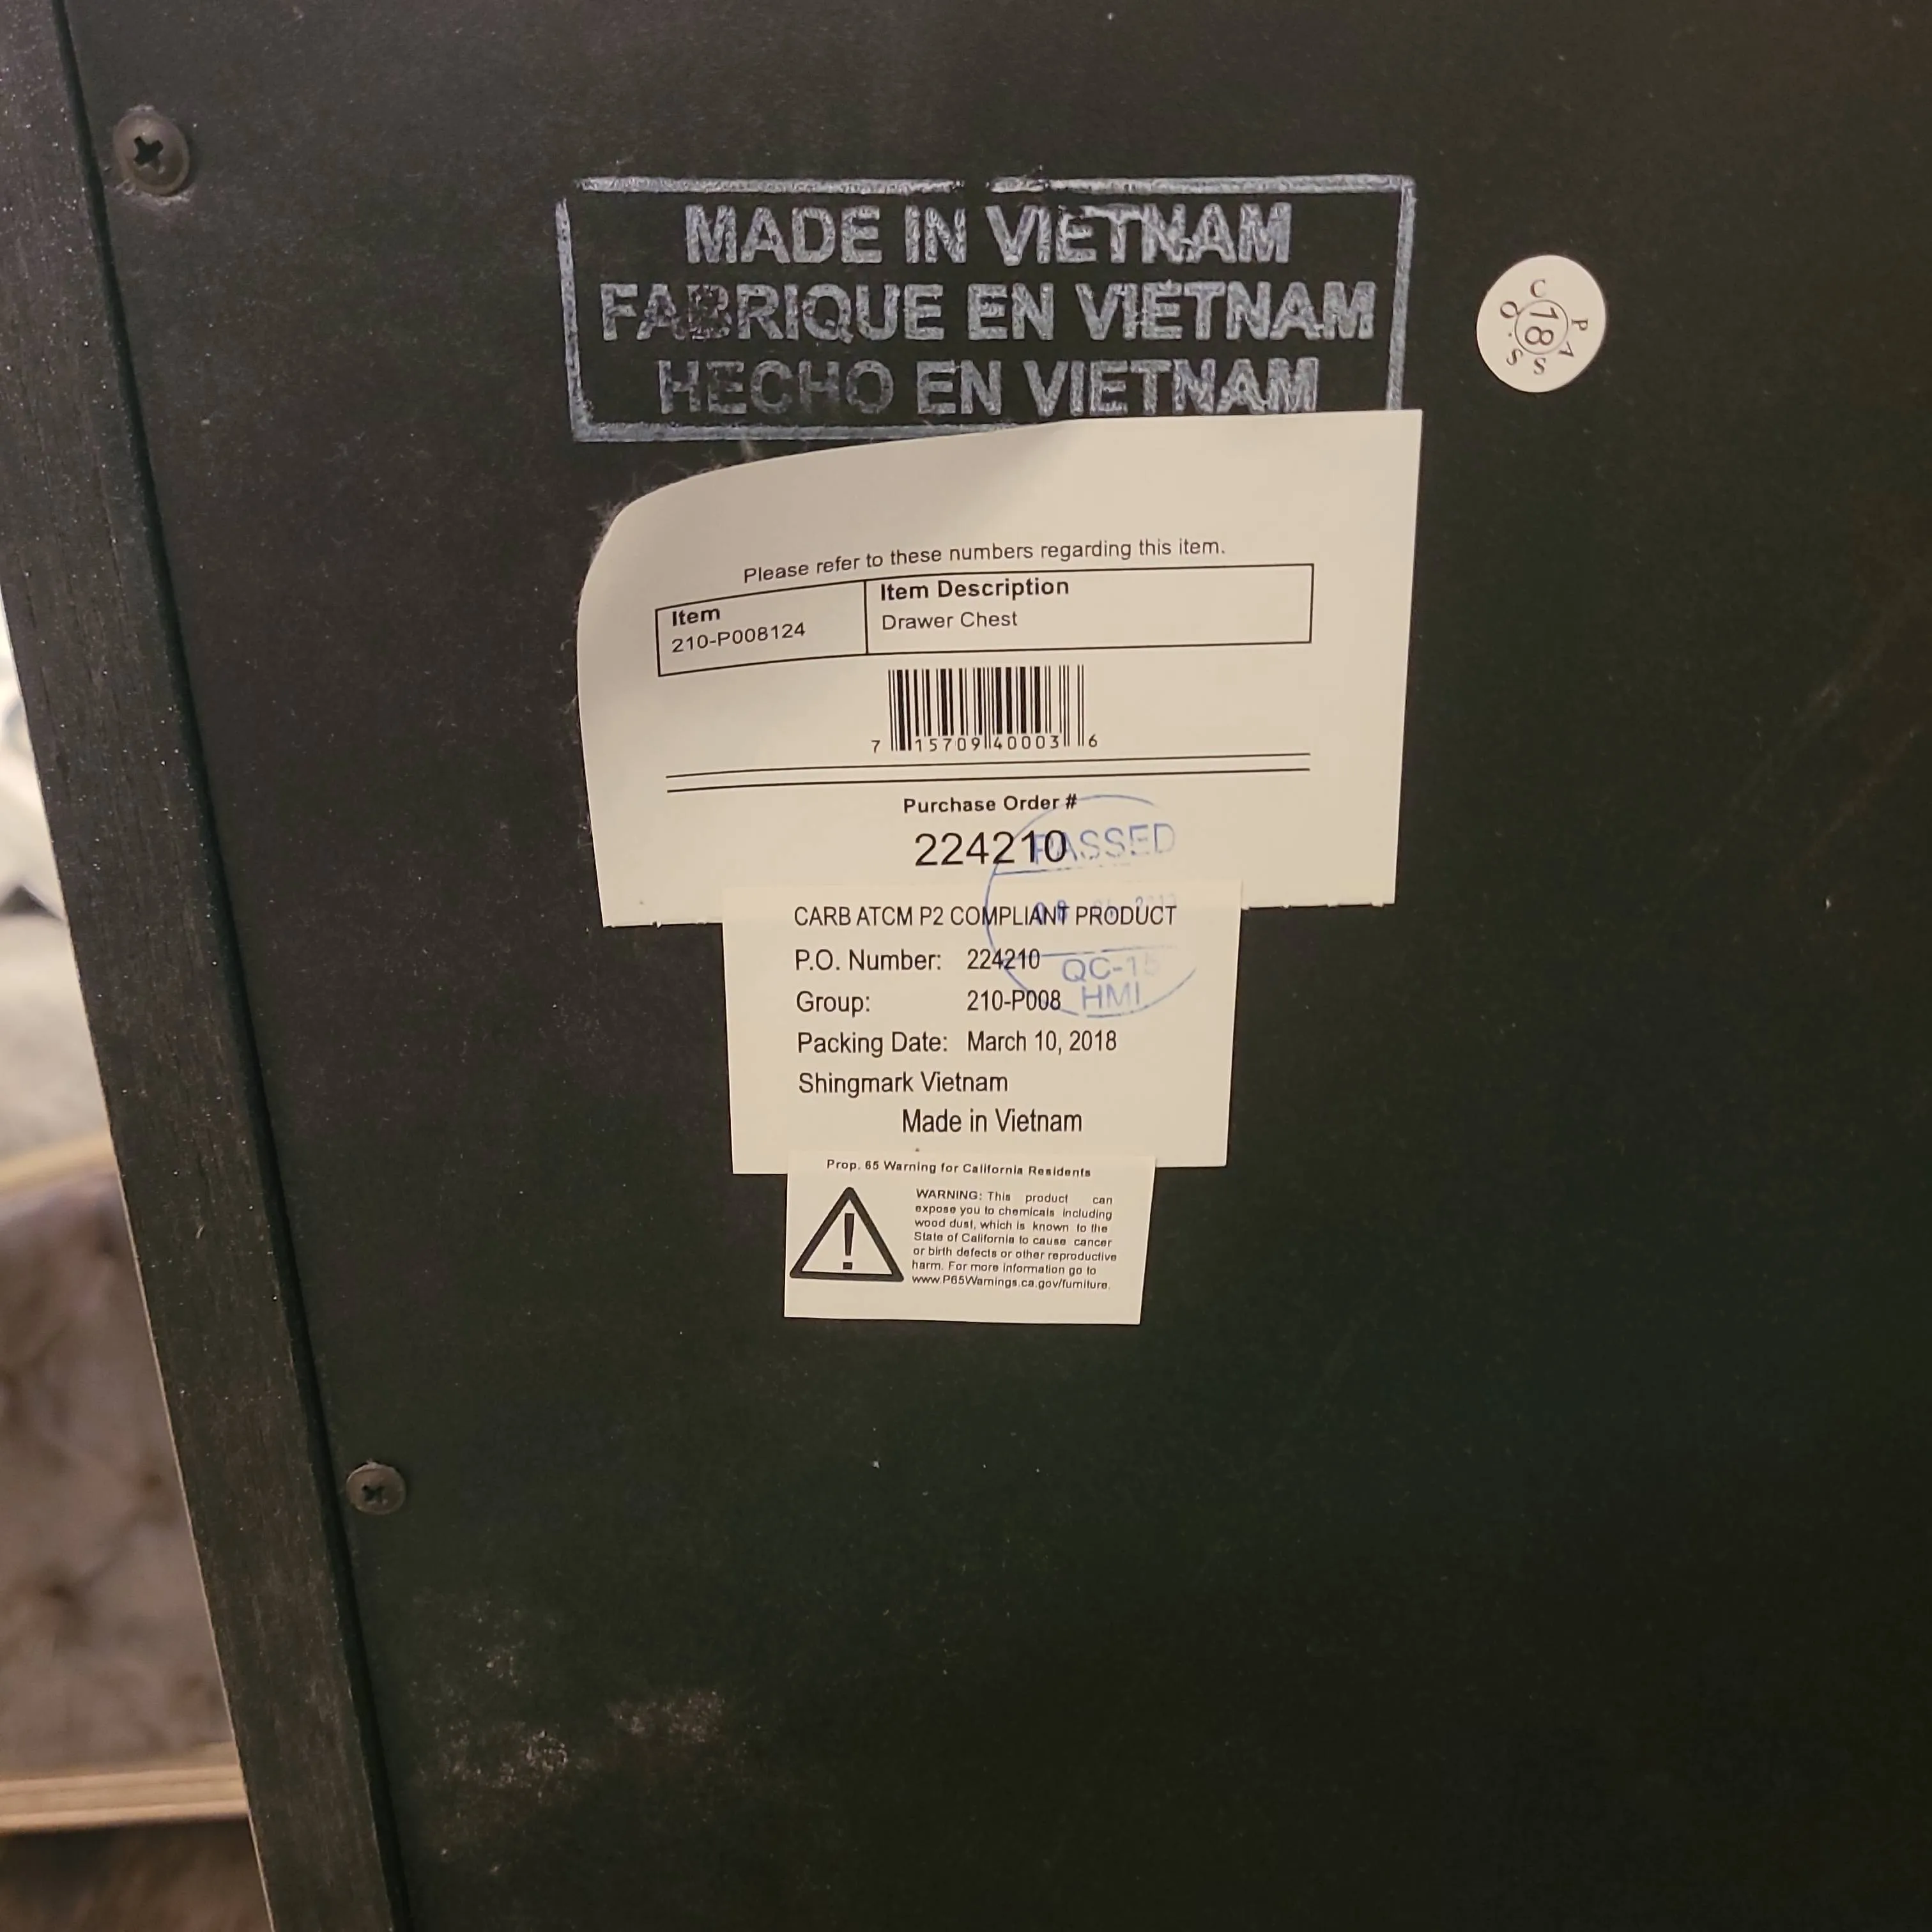 MADE IN VIETNAM
FABRIQUE EN VIETNAM
HECHO EN VIETNAM
Q.C PASS
18
Please refer to these numbers regarding this item.
Item
210-P008124
Item Description
Drawer Chest
7 15709 40003 6
Purchase Order #
224210
PASSED
CARB ATCM P2 COMPLIANT PRODUCT
P.O. Number: 224210
QC-15
Group: 210-P008
HMI
Packing Date: March 10, 2018
Shingmark Vietnam
Made in Vietnam
Prop. 65 Warning for California Residents
WARNING: This product can
expose you to chemicals including
wood dust, which is known to the
State of California to cause cancer
or birth defects or other reproductive
harm. For more information go to
www.P65Warnings.ca.gov/furniture.